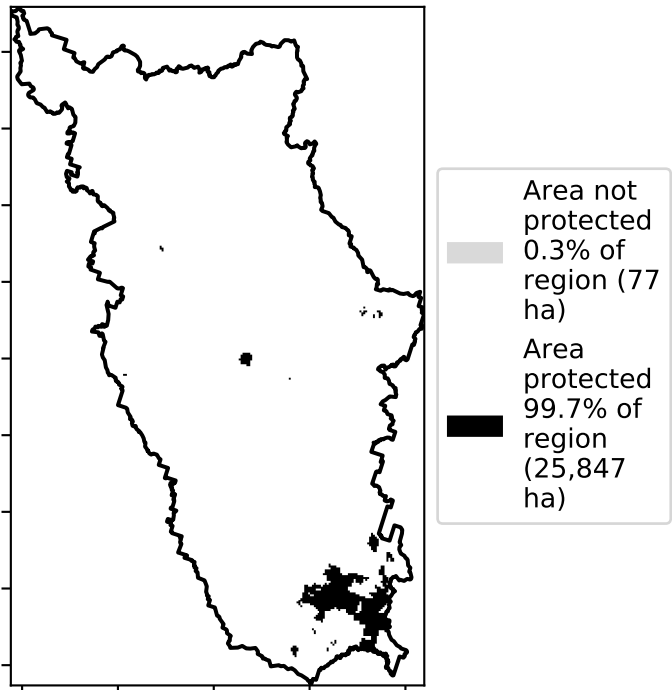 Area not
protected
0.3% of
region (77
ha)
Area
protected
99.7% of
region
(25,847
ha)